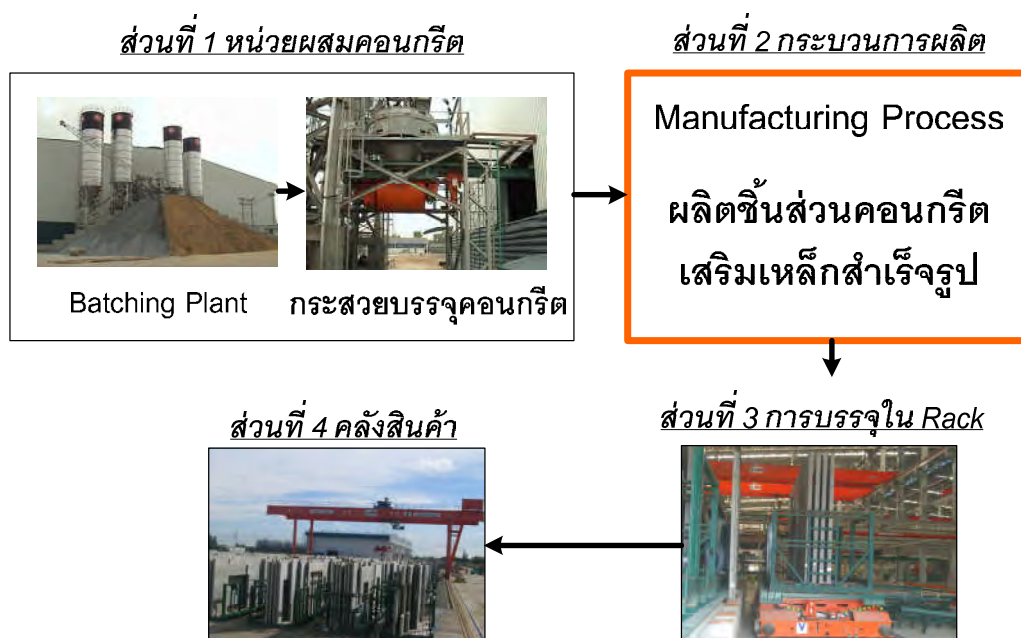 ส่วนที่ 1 หน่วยผสมคอนกรีต
ส่วนที่ 2 กระบวนการผลิต
Batching Plant
กระสวยบรรจุคอนกรีต
Manufacturing Process
ผลิตชิ้นส่วนคอนกรีต
เสริมเหล็กสำเร็จรูป
ส่วนที่ 3 การบรรจุใน Rack
ส่วนที่ 4 คลังสินค้า